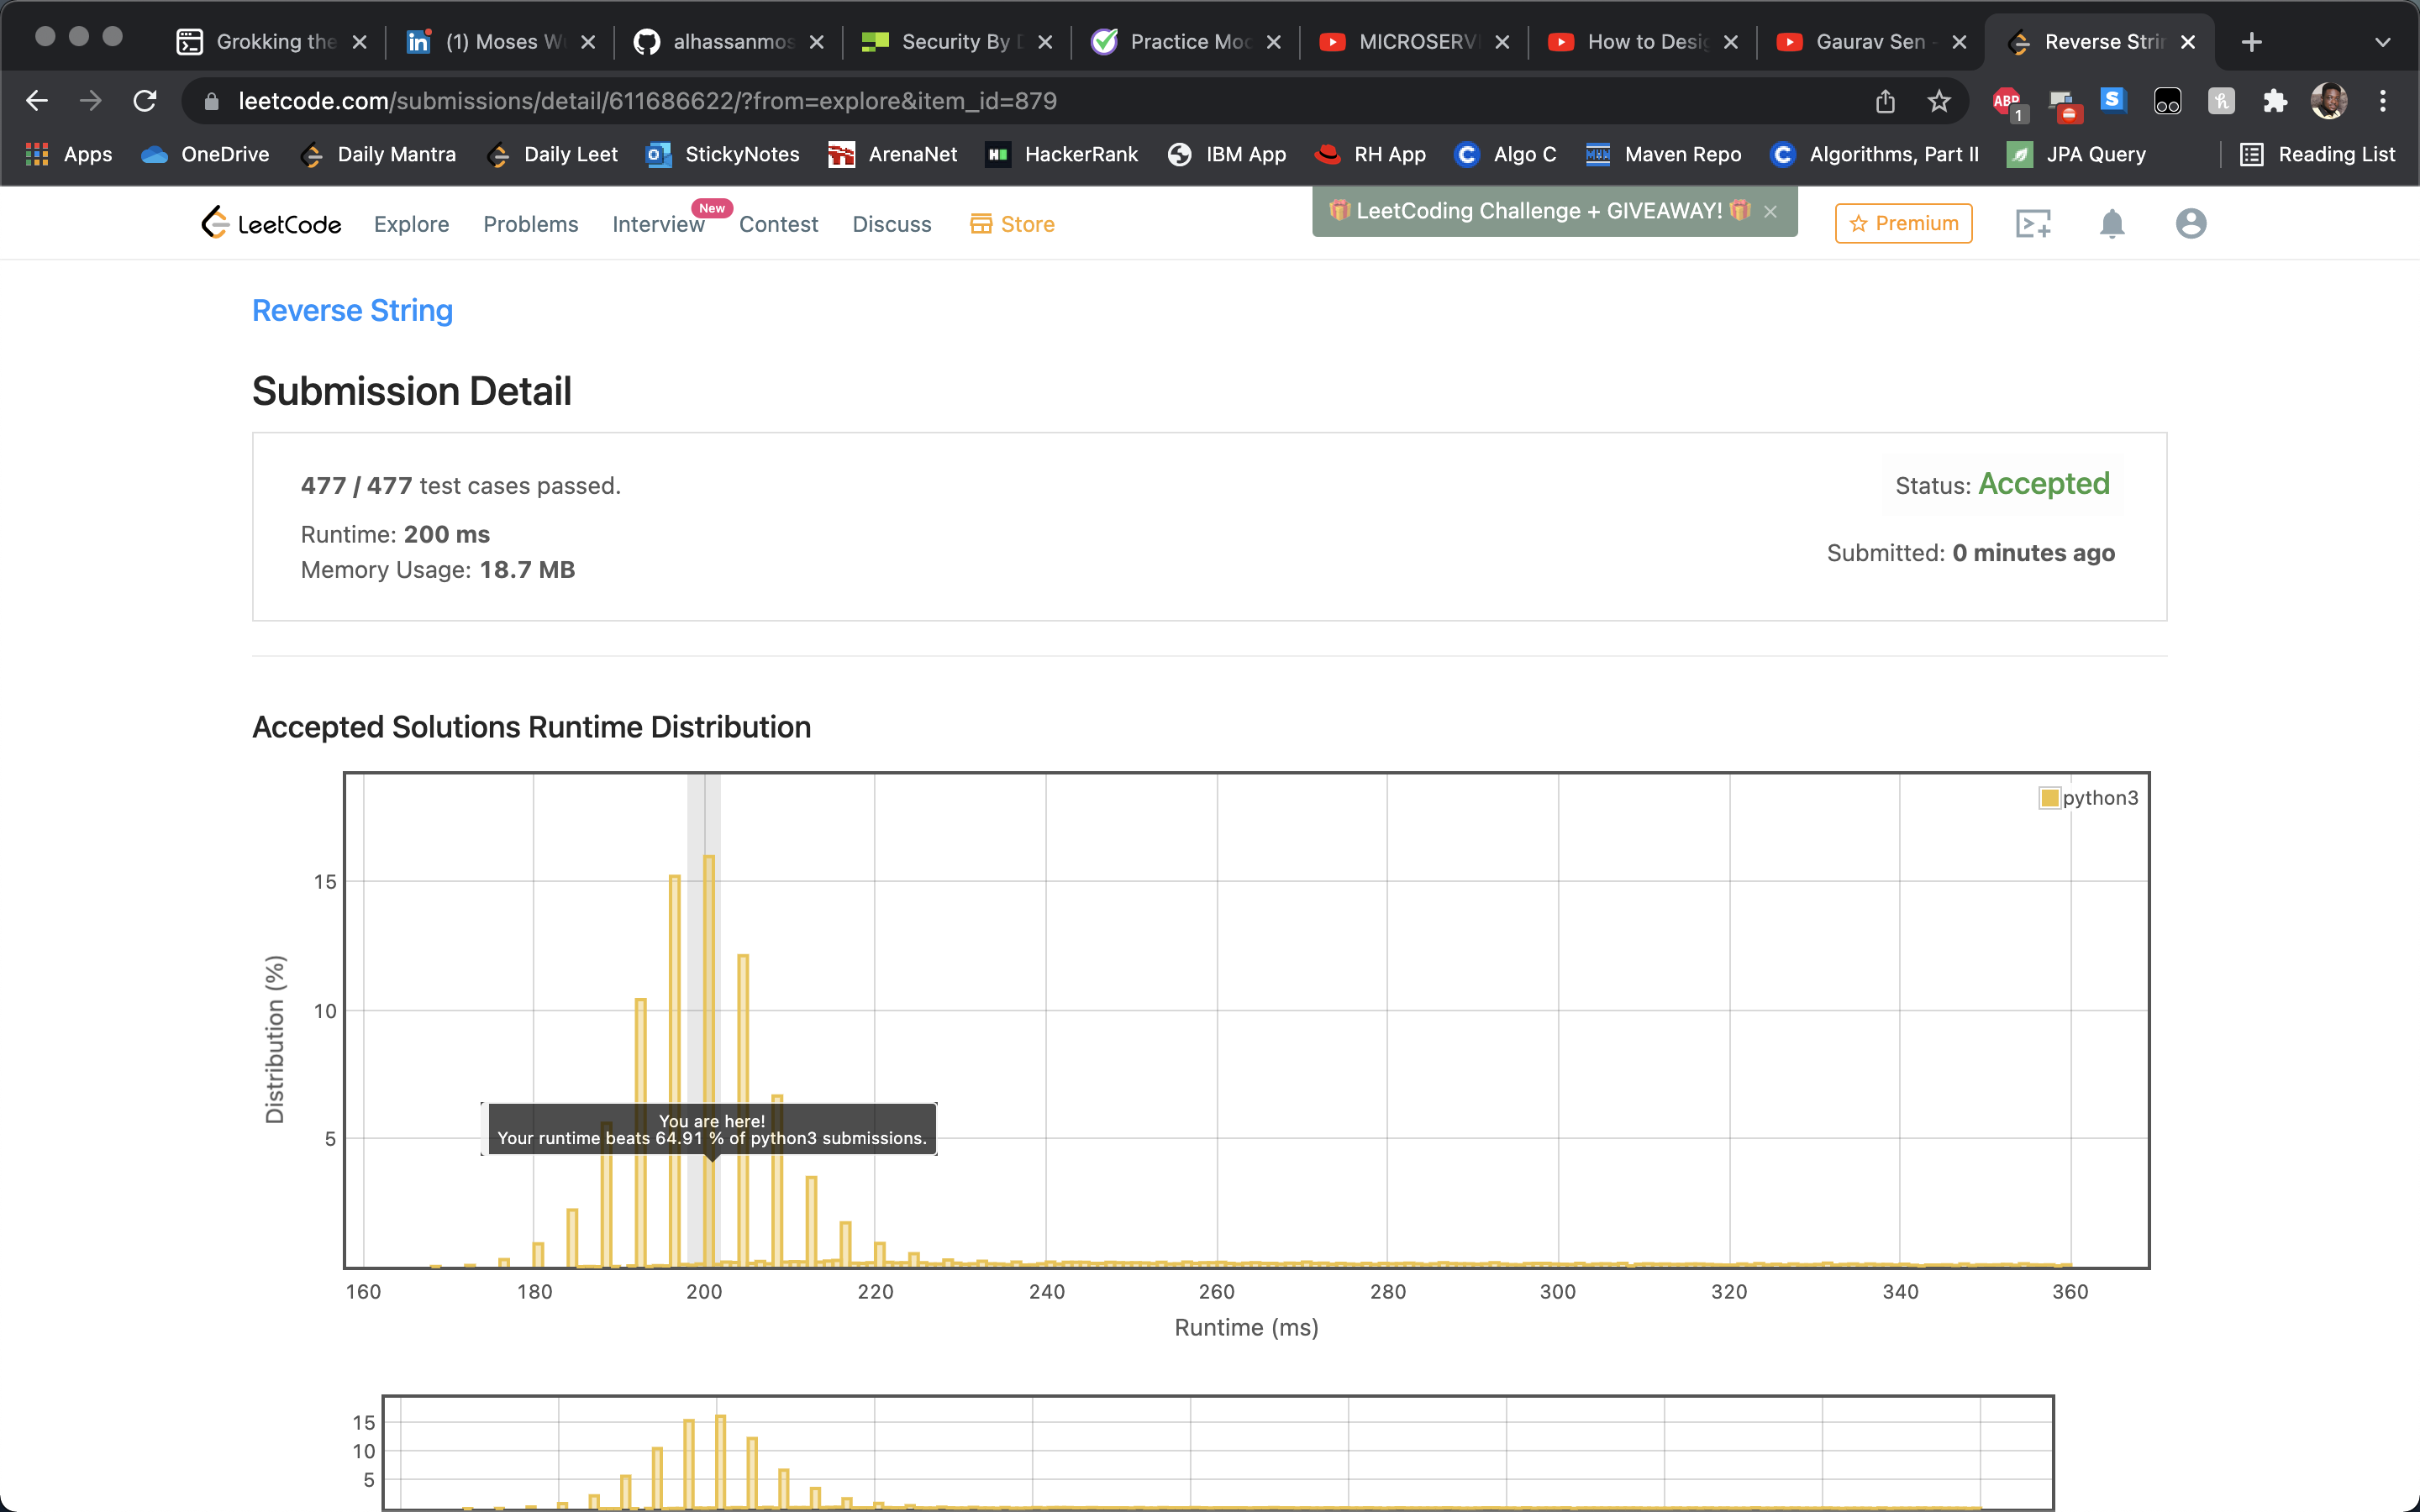 Grokking the
(1) Moses W
alhassanmos
Security By
Practice Moc
MICROSERV
How to Desig
Gaurav Sen -
Reverse Strin
leetcode.com/submissions/detail/611686622/?from=explore&item_id=879
ABP
1
S
Apps
OneDrive
Daily Mantra
Daily Leet
StickyNotes
ArenaNet
HackerRank
IBM App
RH App
Algo C
Maven Repo
Algorithms, Part II
JPA Query
Reading List
LeetCode
Explore
Problems
Interview
New
Contest
Discuss
Store
LeetCoding Challenge + GIVEAWAY!
Premium
Reverse String
Submission Detail
477 / 477 test cases passed.
Status: Accepted
Runtime: 200 ms
Submitted: 0 minutes ago
Memory Usage: 18.7 MB
Accepted Solutions Runtime Distribution
python3
15
10
5
Distribution (%)
You are here!
Your runtime beats 64.91 % of python3 submissions.
160 180 200 220 240 260 280 300 320 340 360
Runtime (ms)
15
10
5